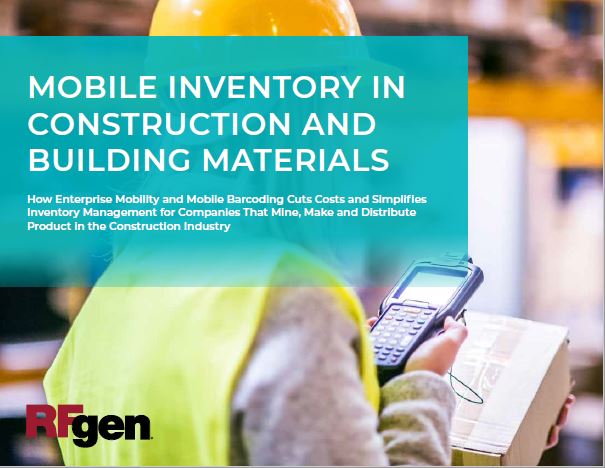 MOBILE INVENTORY IN
CONSTRUCTION AND
BUILDING MATERIALS
How Enterprise Mobility and Mobile Barcoding Cuts Costs and Simplifies
Inventory Management for Companies That Mine, Make and Distribute
Product in the Construction Industry
RFgen.